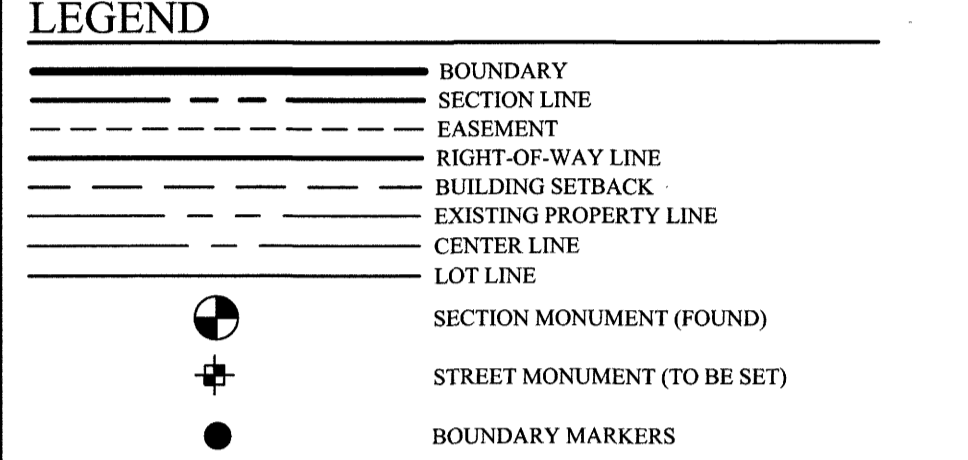 LEGEND
BOUNDARY
SECTION LINE
EASEMENT
RIGHT-OF-WAY LINE
BUILDING SETBACK
EXISTING PROPERTY LINE
CENTER LINE
LOT LINE
SECTION MONUMENT (FOUND)
STREET MONUMENT (TO BE SET)
BOUNDARY MARKERS